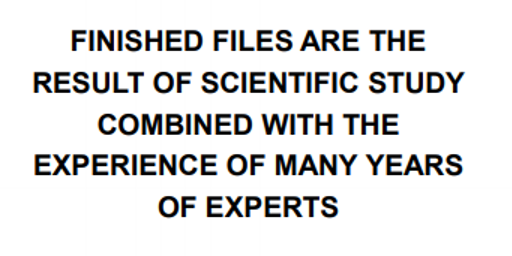 FINISHED FILES ARE THE
RESULT OF SCIENTIFIC STUDY
COMBINED WITH THE
EXPERIENCE OF MANY YEARS
OF EXPERTS